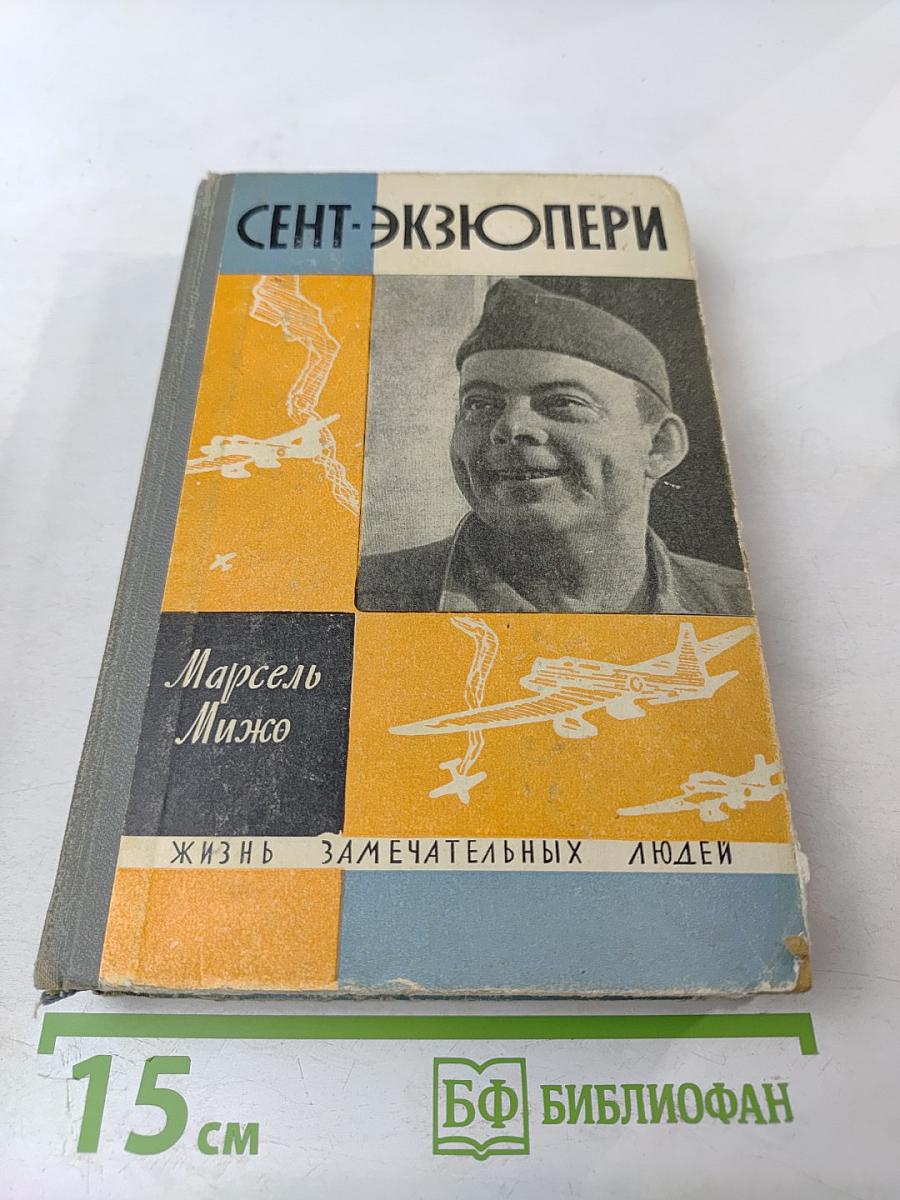 СЕНТ-ЭКЗЮПЕРИ
Марсель
Мижо
ЖИЗНЬ ЗАМЕЧАТЕЛЬНЫХ ЛЮДЕЙ
15 см
БФ БИБЛИОФАН